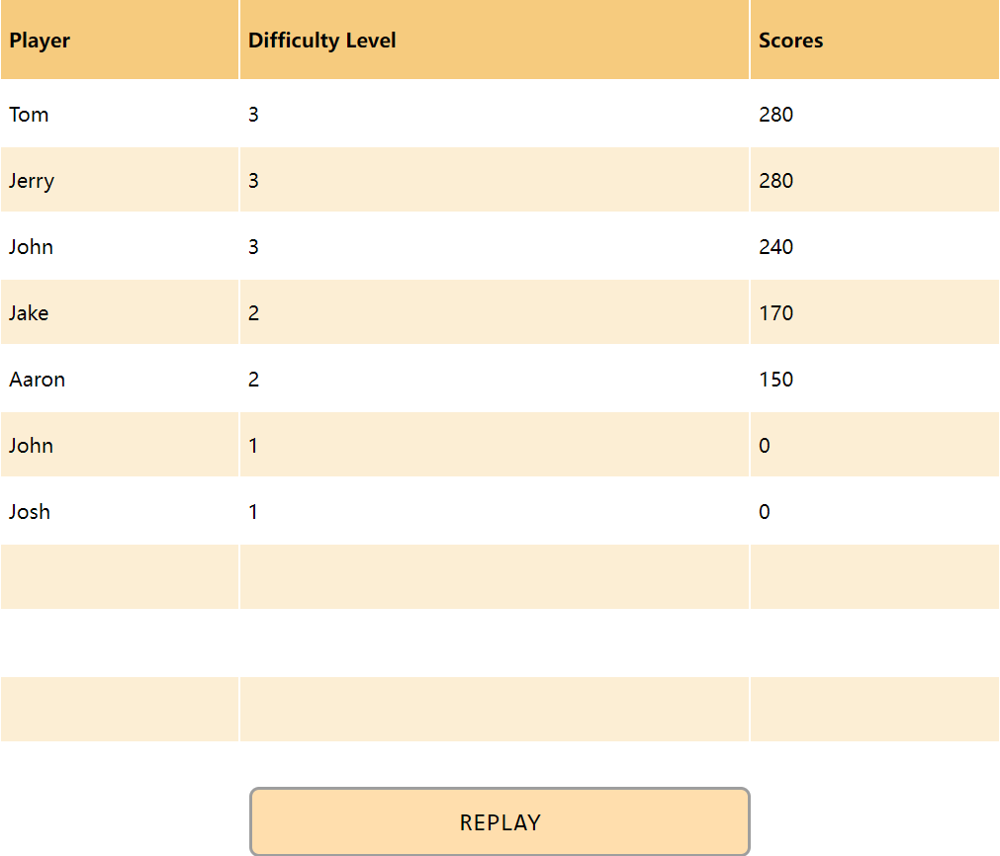 Player Difficulty Level Scores
Tom 3 280
Jerry 3 280
John 3 240
Jake 2 170
Aaron 2 150
John 1 0
Josh 1 0
REPLAY